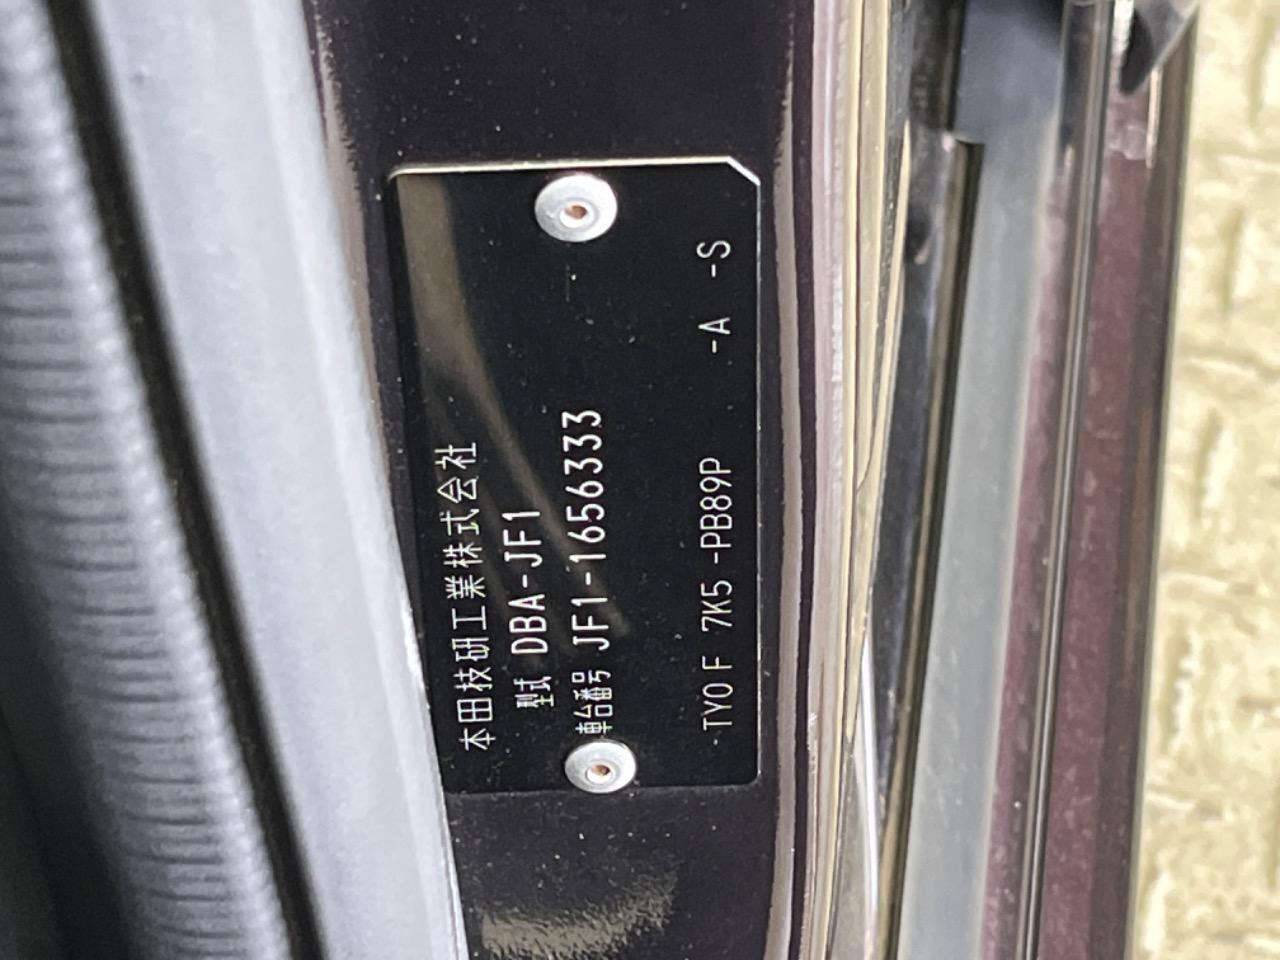 本田技研工業株式会社
型式 DBA-JF1
車台番号 JF1-1656333
TY0 F 7K5 -PB89P -A -S